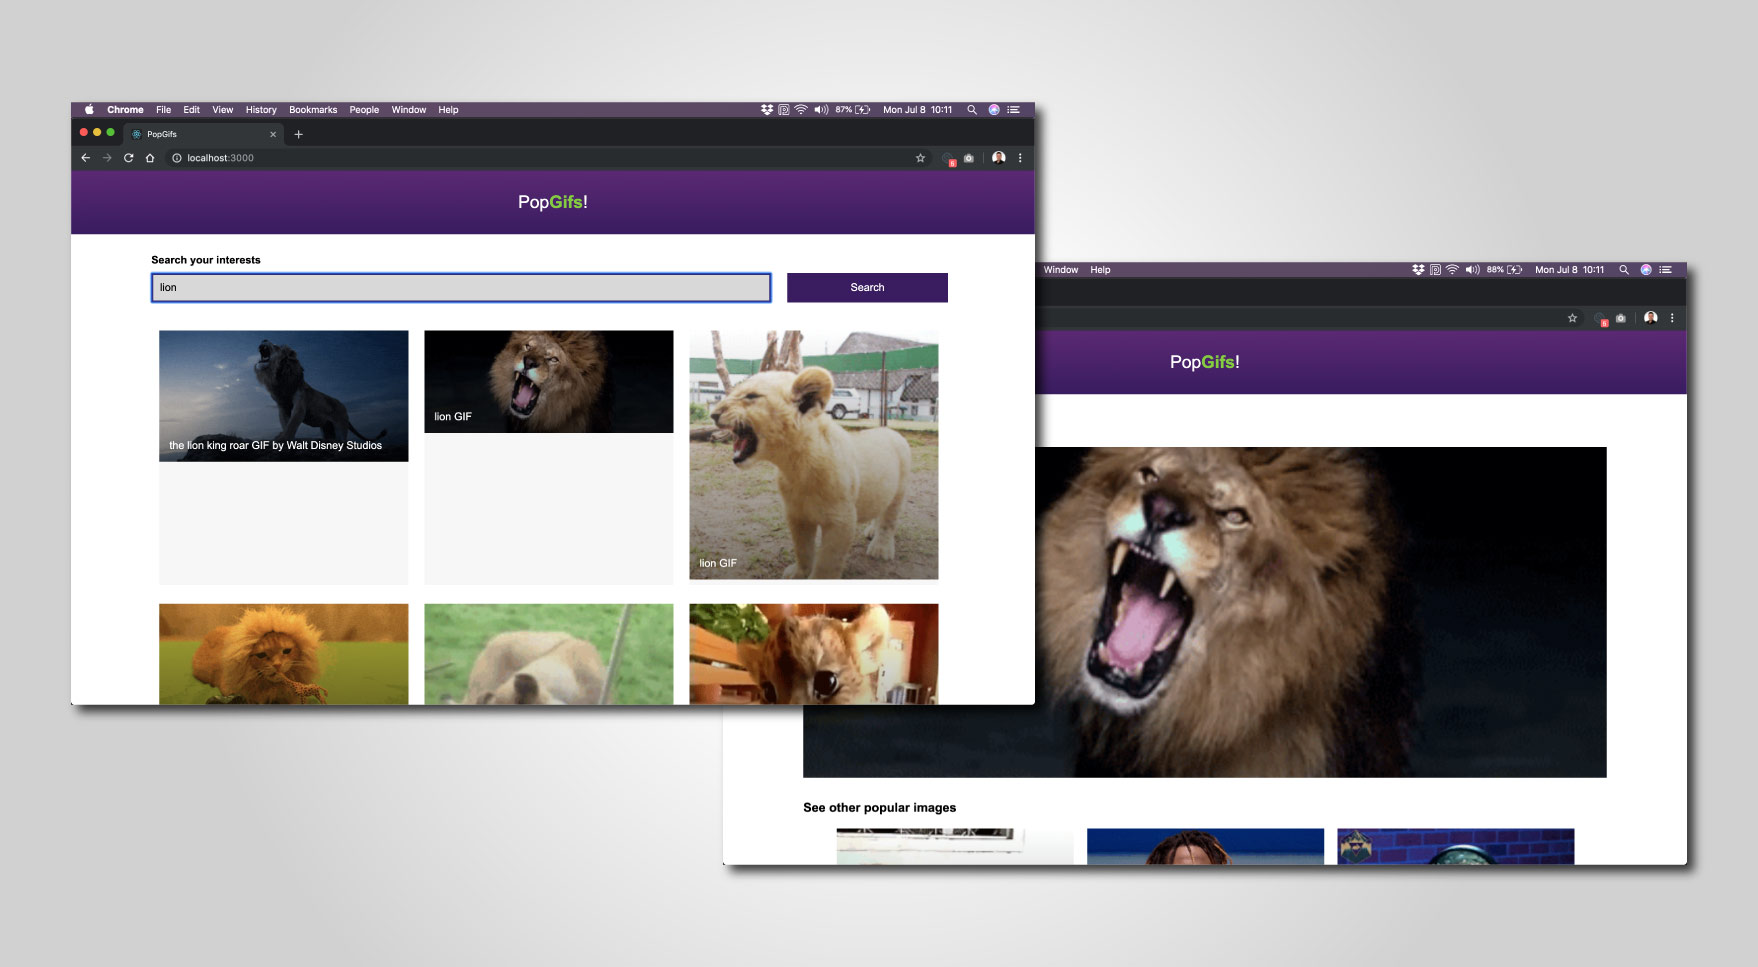 Chrome File Edit View History Bookmarks People Window Help 87% Mon Jul 8 10:11
PopGifs
localhost:3000
PopGifs!
Search your interests
lion
Search
the lion king roar GIF by Walt Disney Studios
lion GIF
lion GIF
Window Help 88% Mon Jul 8 10:11
PopGifs!
See other popular images